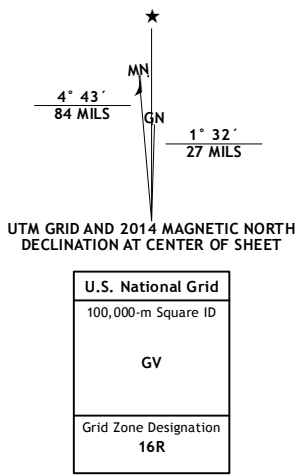 ★
MN
GN
4° 43´
84 MILS
1° 32´
27 MILS
UTM GRID AND 2014 MAGNETIC NORTH
DECLINATION AT CENTER OF SHEET
U.S. National Grid
100,000-m Square ID
GV
Grid Zone Designation
16R